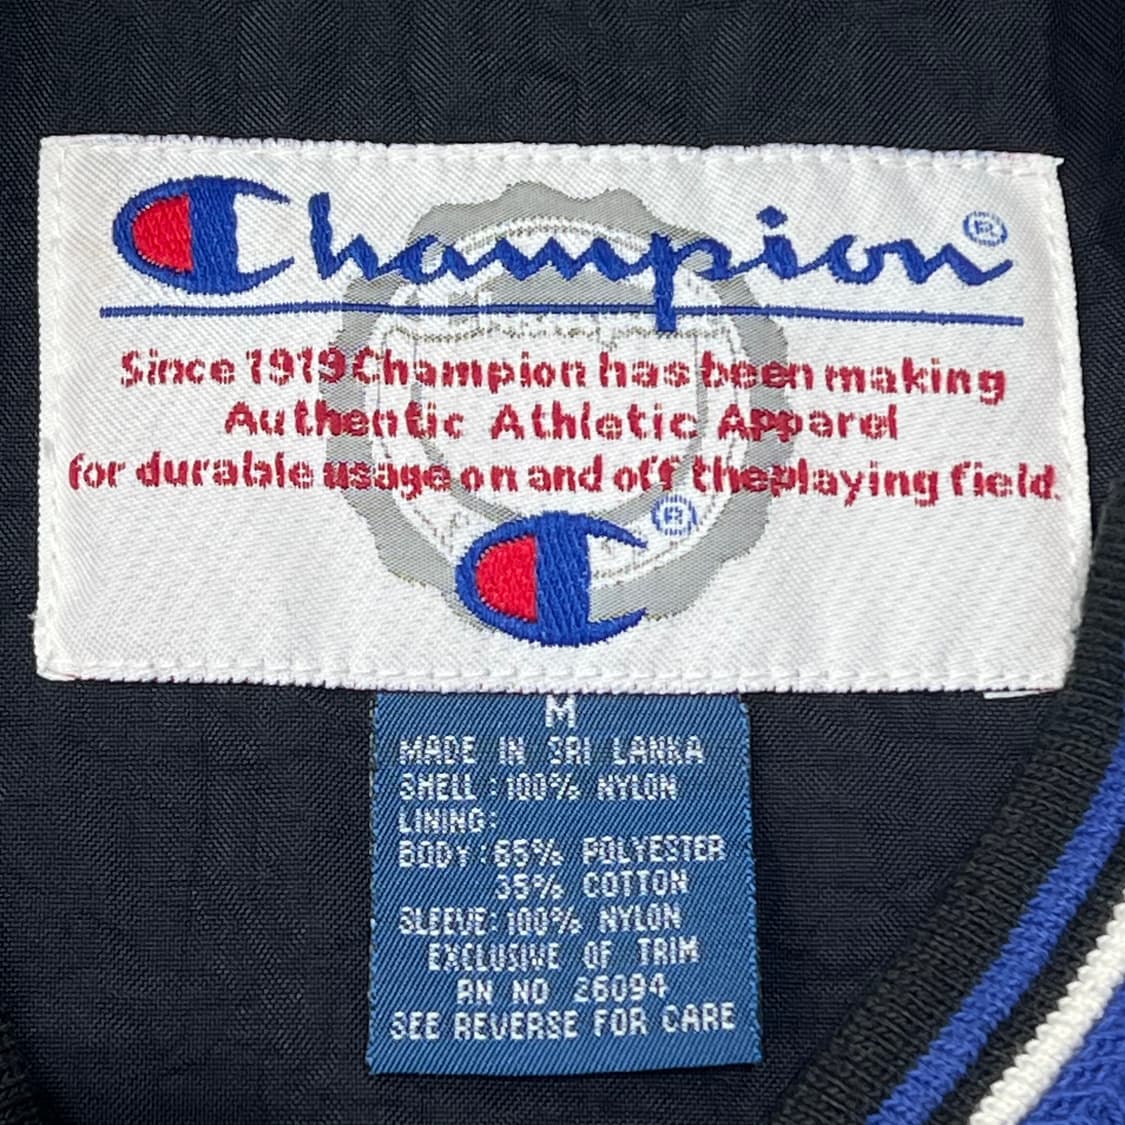 Champion®
Since 1919 Champion has been making
Authentic Athletic Apparel
for durable usage on and off the playing field.
®
M
MADE IN SRI LANKA
SHELL : 100% NYLON
LINING:
BODY : 65% POLYESTER
35% COTTON
SLEEVE: 100% NYLON
EXCLUSIVE OF TRIM
RN NO 26094
SEE REVERSE FOR CARE